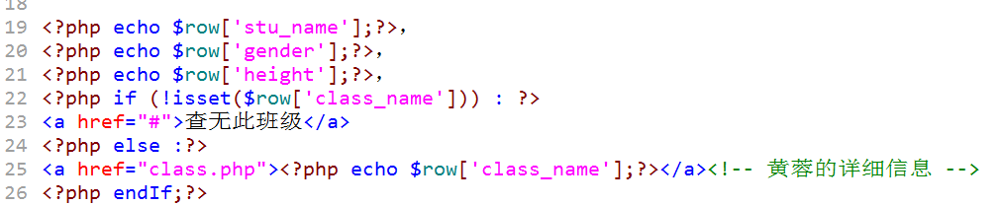 18
19 <?php echo $row['stu_name'];?>，
20 <?php echo $row['gender'];?>，
21 <?php echo $row['height'];?>，
22 <?php if (!isset($row['class_name'])) : ?>
23 <a href="#">查无此班级</a>
24 <?php else :?>
25 <a href="class.php"><?php echo $row['class_name'];?></a><!-- 黄蓉的详细信息 -->
26 <?php endIf;?>